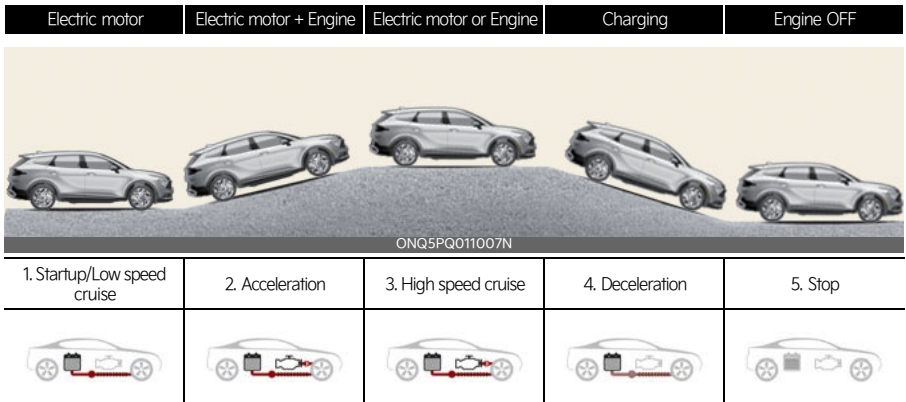 Electric motor
Electric motor + Engine
Electric motor or Engine
Charging
Engine OFF
ONQ5PQ011007N
1. Startup/Low speed
cruise
2. Acceleration
3. High speed cruise
4. Deceleration
5. Stop